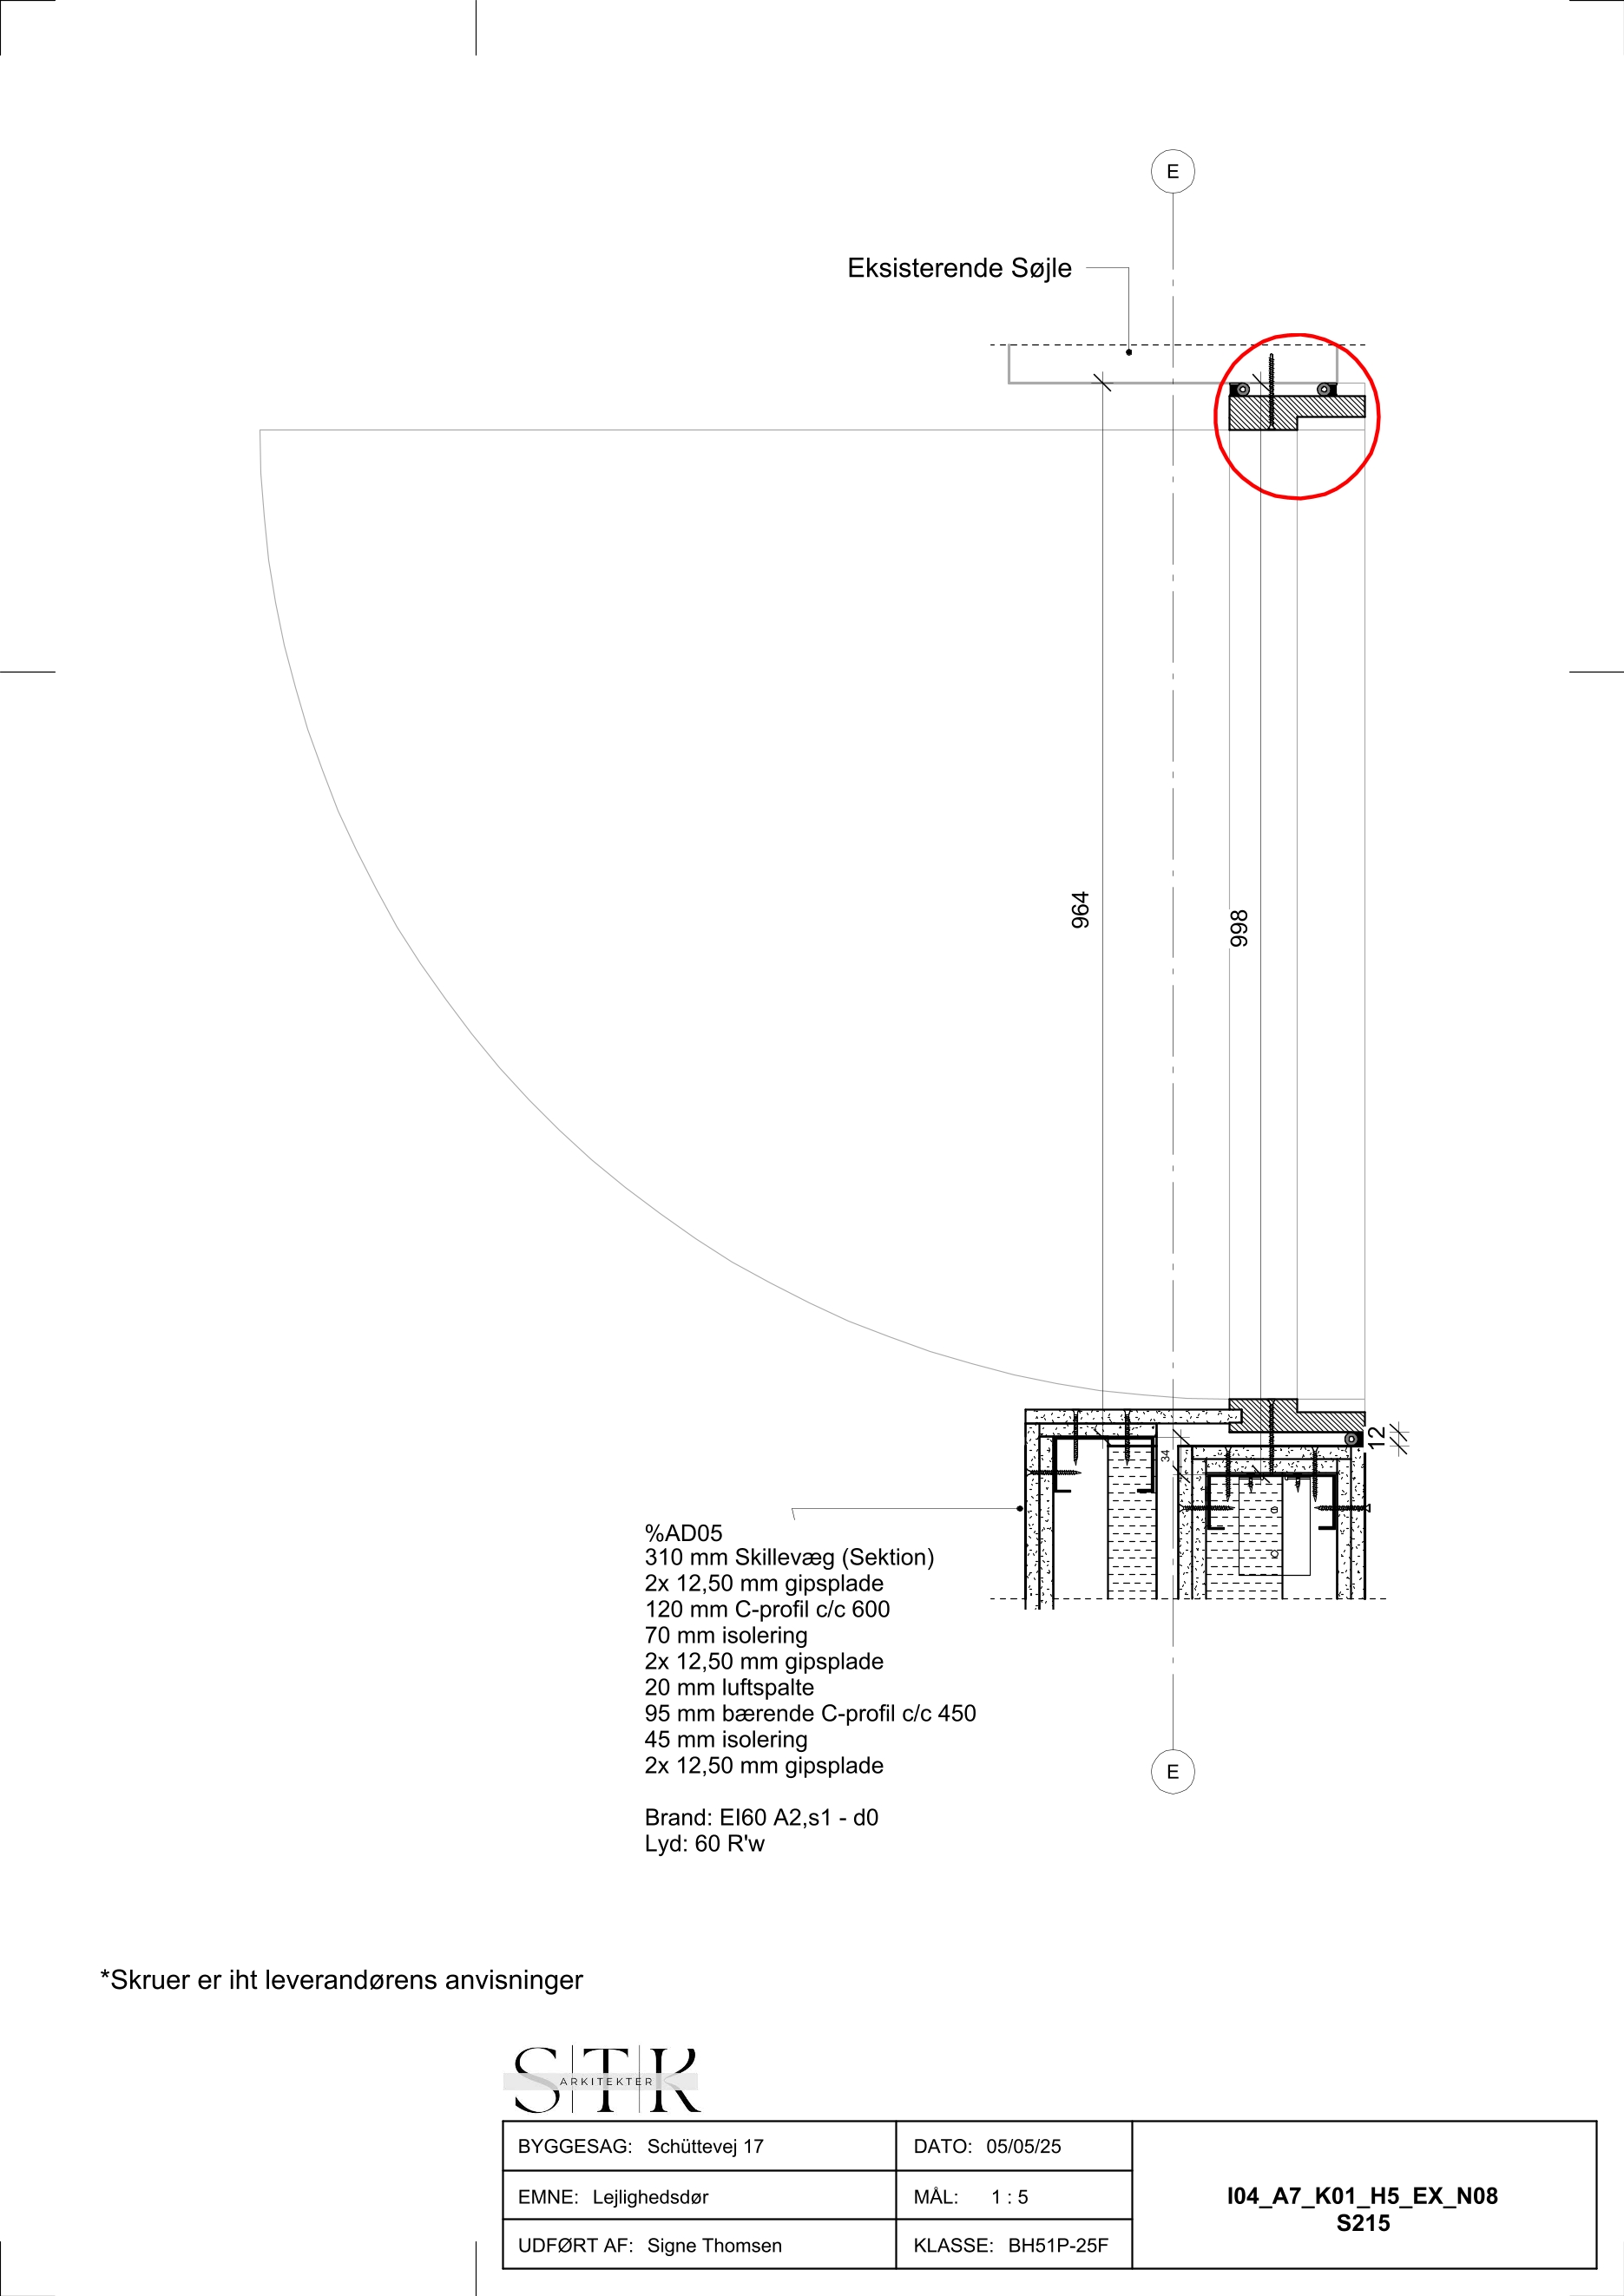 E
Eksisterende Søjle
964
998
12
34
%AD05
310 mm Skillevæg (Sektion)
2x 12,50 mm gipsplade
120 mm C-profil c/c 600
70 mm isolering
2x 12,50 mm gipsplade
20 mm luftspalte
95 mm bærende C-profil c/c 450
45 mm isolering
2x 12,50 mm gipsplade
Brand: EI60 A2,s1 - d0
Lyd: 60 R'w
E
*Skruer er iht leverandørens anvisninger
STK
ARKITEKTER
BYGGESAG: Schüttevej 17
DATO: 05/05/25
EMNE: Lejlighedsdør
MÅL: 1 : 5
UDFØRT AF: Signe Thomsen
KLASSE: BH51P-25F
I04_A7_K01_H5_EX_N08
S215